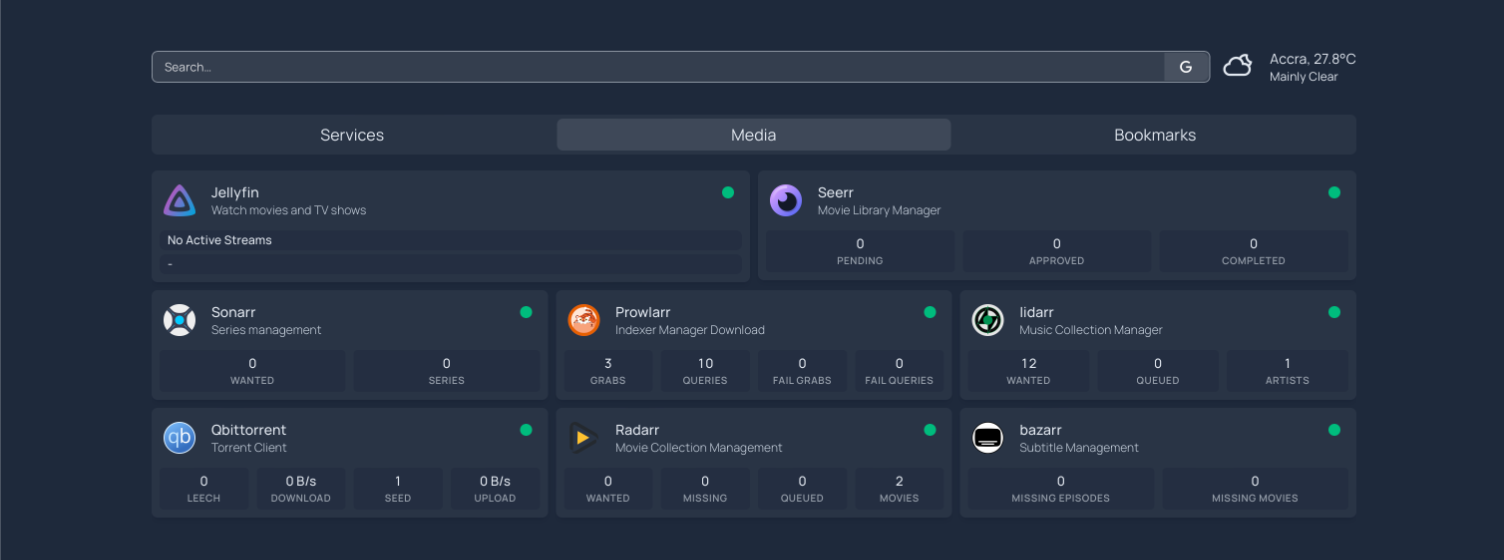 Search...
G
Accra, 27.8°C
Mainly Clear
Services
Media
Bookmarks
Jellyfin
Watch movies and TV shows
No Active Streams
-
Seerr
Movie Library Manager
0
PENDING
0
APPROVED
0
COMPLETED
Sonarr
Series management
0
WANTED
0
SERIES
Prowlarr
Indexer Manager Download
3
GRABS
10
QUERIES
0
FAIL GRABS
0
FAIL QUERIES
lidarr
Music Collection Manager
12
WANTED
0
QUEUED
1
ARTISTS
qb
Qbittorrent
Torrent Client
0
LEECH
0 B/s
DOWNLOAD
1
SEED
0 B/s
UPLOAD
Radarr
Movie Collection Management
0
WANTED
0
MISSING
0
QUEUED
2
MOVIES
bazarr
Subtitle Management
0
MISSING EPISODES
0
MISSING MOVIES